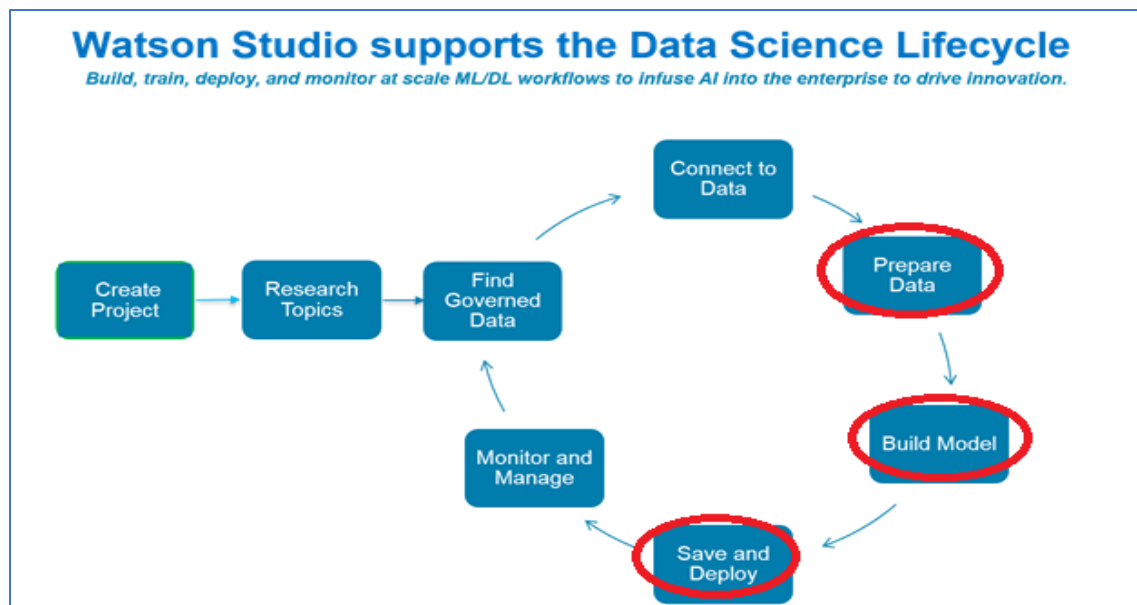 Watson Studio supports the Data Science Lifecycle
Build, train, deploy, and monitor at scale ML/DL workflows to infuse AI into the enterprise to drive innovation.
Create
Project
Research
Topics
Find
Governed
Data
Connect to
Data
Prepare
Data
Build Model
Save and
Deploy
Monitor and
Manage